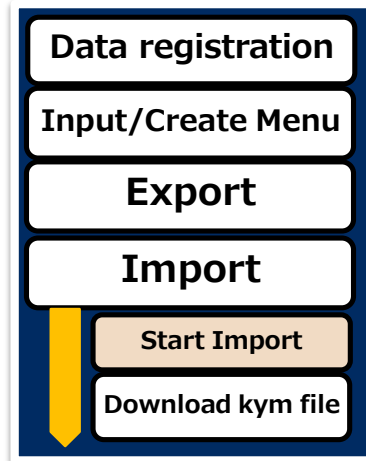 Data registration
Input/Create Menu
Export
Import
Start Import
Download kym file